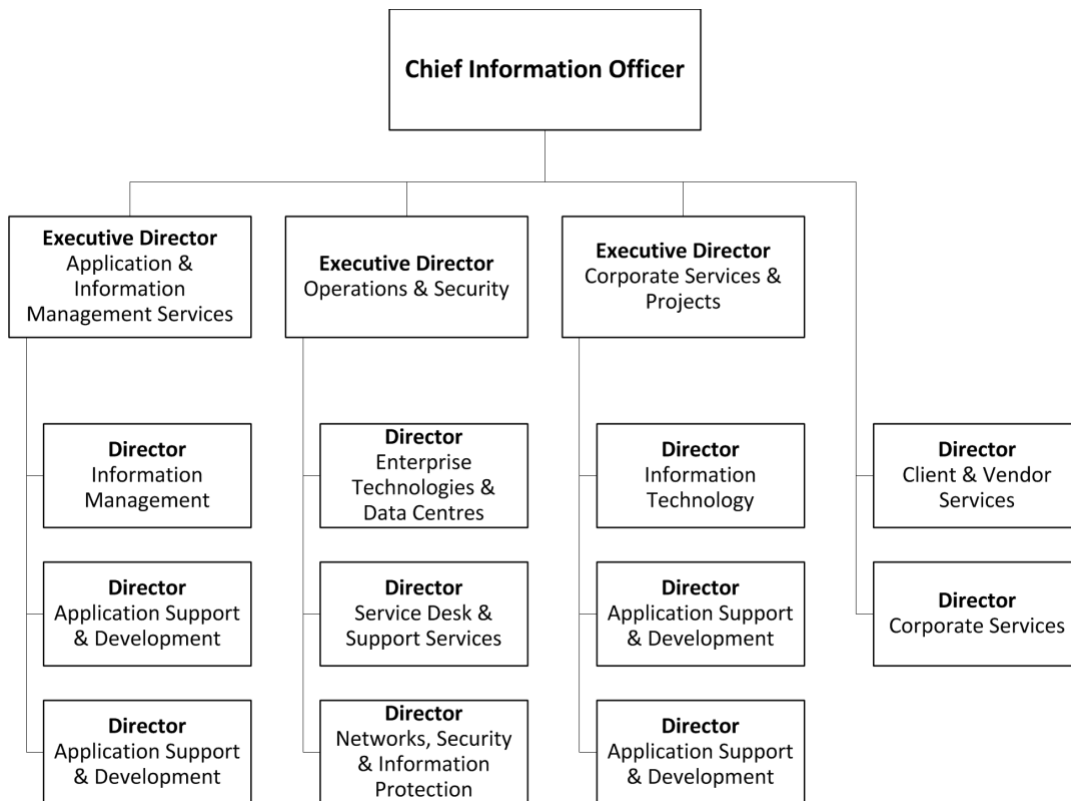 Chief Information Officer
Executive Director
Application &
Information
Management Services
Executive Director
Operations & Security
Executive Director
Corporate Services &
Projects
Director
Information
Management
Director
Enterprise
Technologies &
Data Centres
Director
Information
Technology
Director
Client & Vendor
Services
Director
Application Support
& Development
Director
Service Desk &
Support Services
Director
Application Support
& Development
Director
Corporate Services
Director
Application Support
& Development
Director
Networks, Security
& Information
Protection
Director
Application Support
& Development